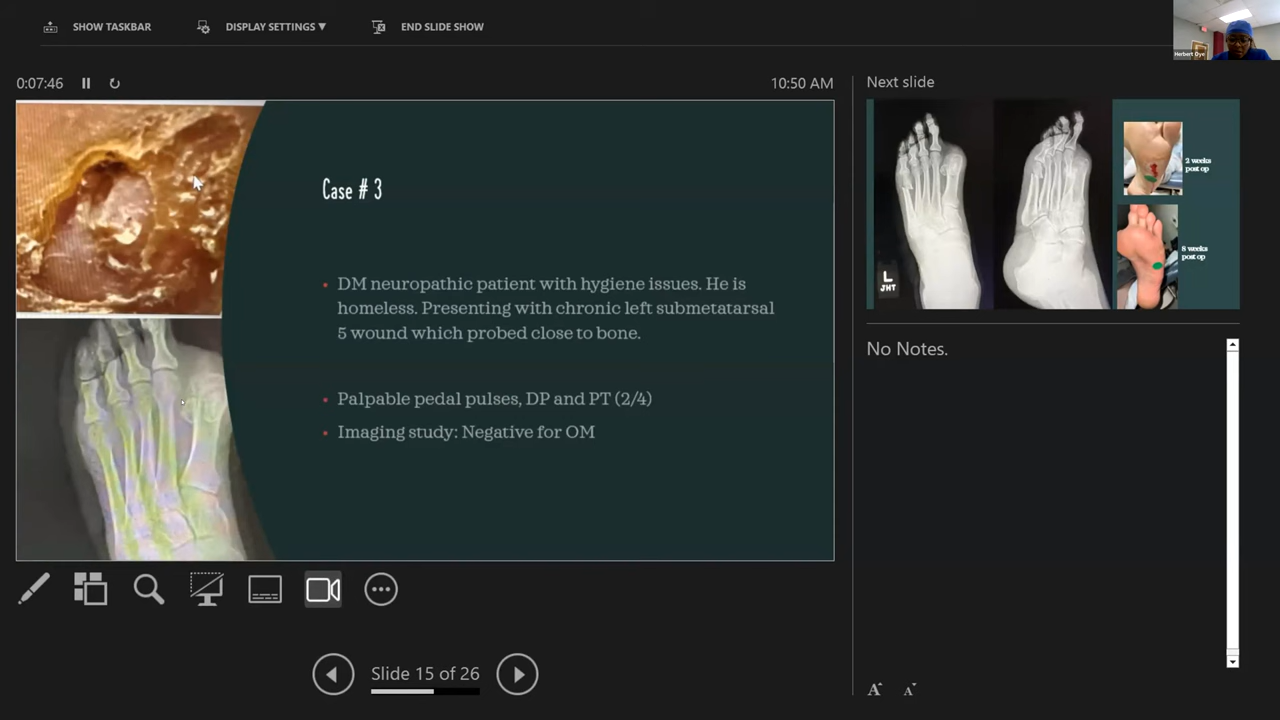 SHOW TASKBAR
DISPLAY SETTINGS ▼
END SLIDE SHOW
Herbert Dye
0:07:46
10:50 AM
Next slide
Case # 3
• DM neuropathic patient with hygiene issues. He is
homeless. Presenting with chronic left submetatarsal
5 wound which probed close to bone.
• Palpable pedal pulses, DP and PT (2/4)
• Imaging study: Negative for OM
L
JHT
2 weeks
post op
8 weeks
post op
No Notes.
Slide 15 of 26
A
A